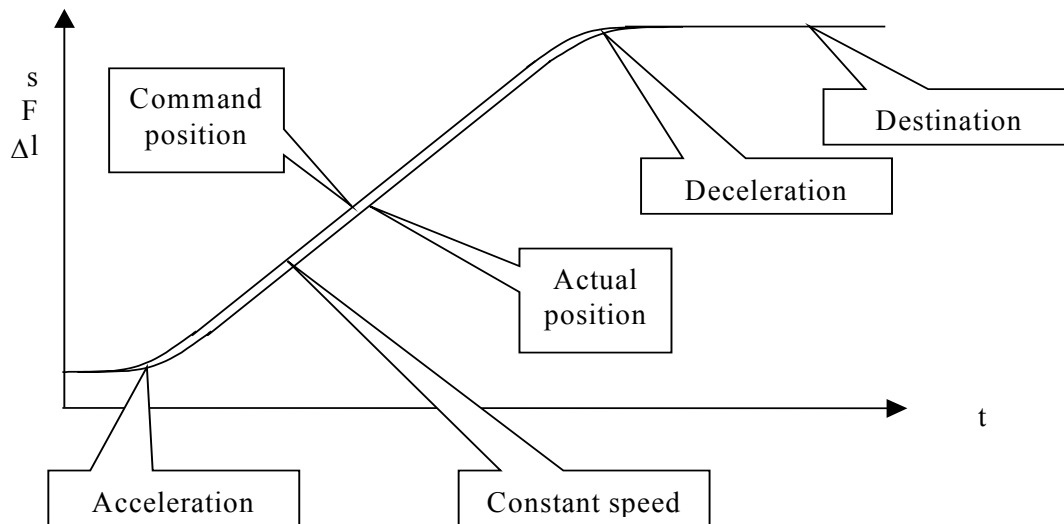 s
F
Δl
Command
position
Destination
Deceleration
Actual
position
t
Acceleration
Constant speed